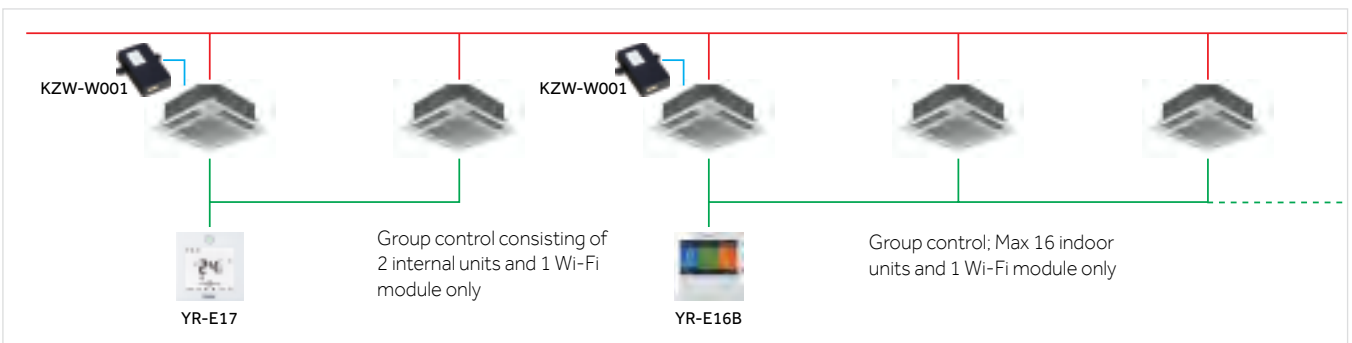 KZW-W001
KZW-W001
Group control consisting of
2 internal units and 1 Wi-Fi
module only
Group control; Max 16 indoor
units and 1 Wi-Fi module only
YR-E17
YR-E16B